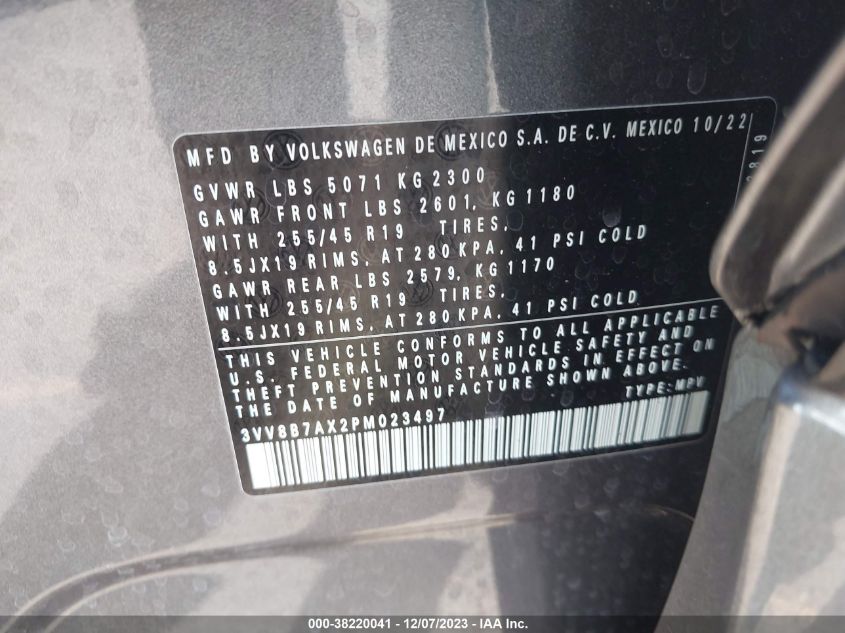 MFD BY VOLKSWAGEN DE MEXICO S.A. DE C.V. MEXICO 10/22
GVWR LBS 5071 KG 2300
GAWR FRONT LBS 2601, KG 1180
WITH 255/45 R19 TIRES,
8.5JX19 RIMS, AT 280 KPA, 41 PSI COLD
GAWR REAR LBS 2579, KG 1170
WITH 255/45 R19 TIRES,
8.5JX19 RIMS, AT 280 KPA, 41 PSI COLD
THIS VEHICLE CONFORMS TO ALL APPLICABLE
U.S. FEDERAL MOTOR VEHICLE SAFETY AND
THEFT PREVENTION STANDARDS IN EFFECT ON
THE DATE OF MANUFACTURE SHOWN ABOVE.
TYPE: MPV
3VV8B7AX2PM023497
000-38220041 - 12/07/2023 - IAA Inc.